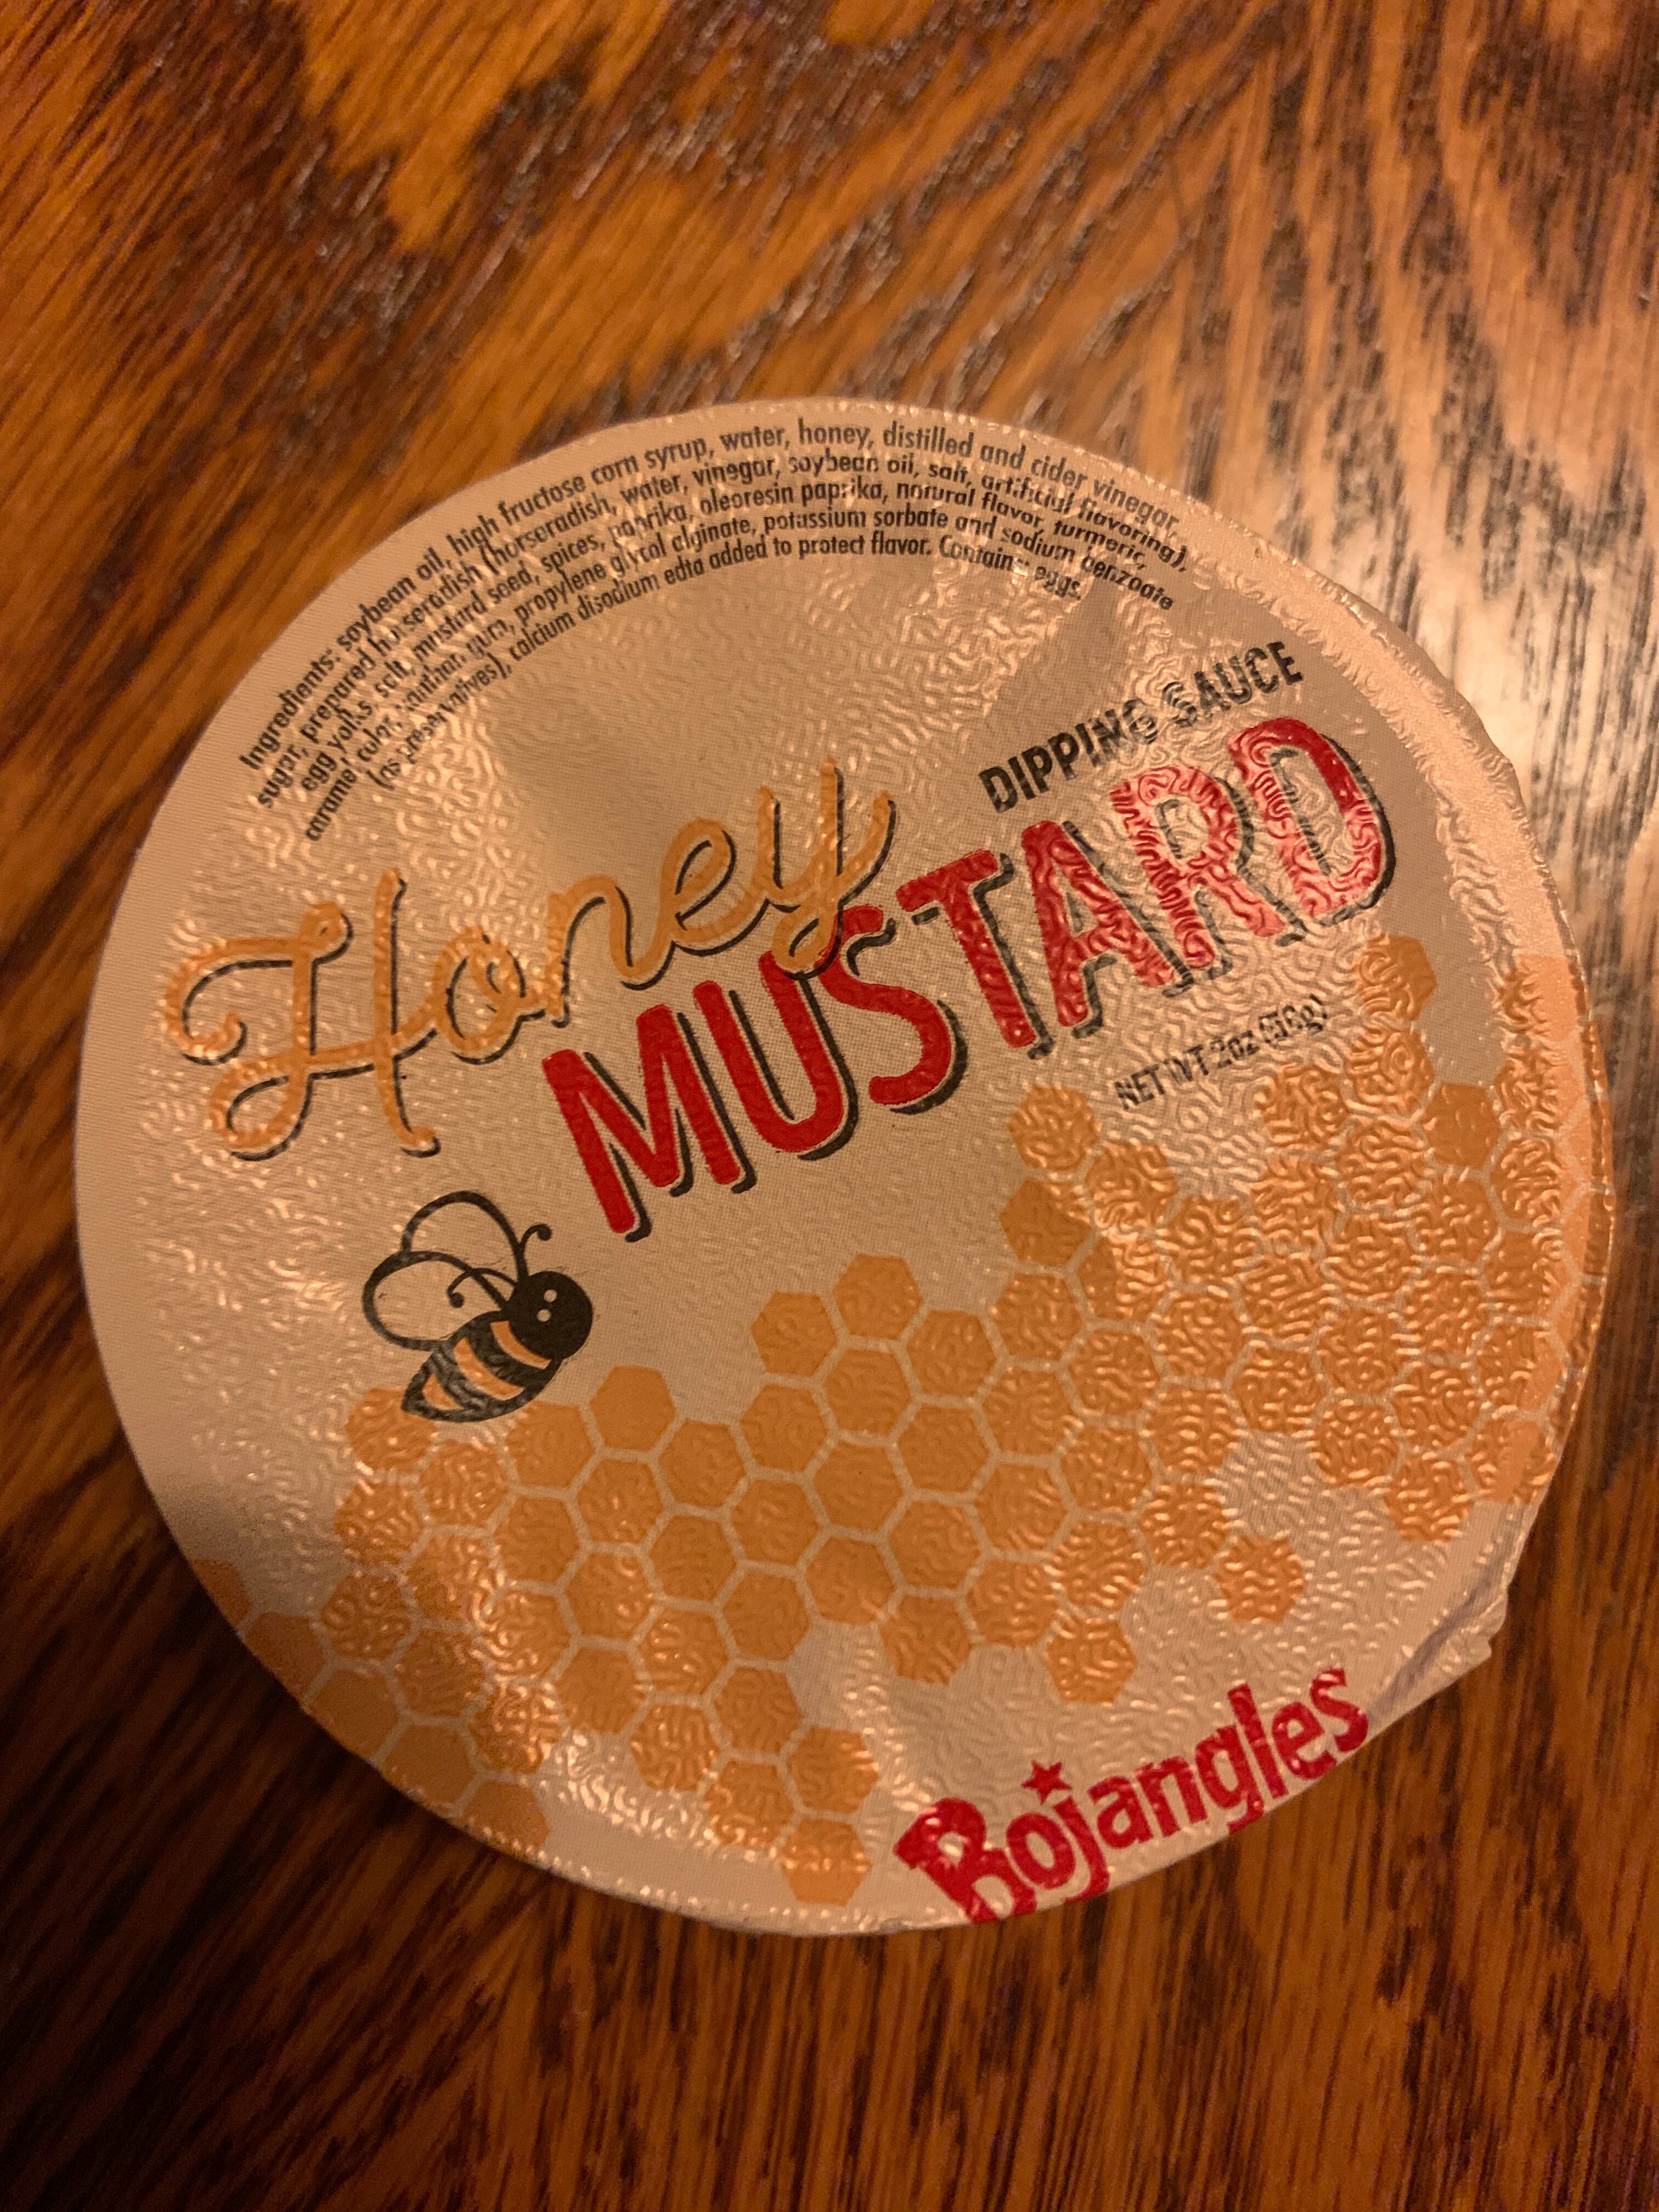 Ingredients: soybean oil, high fructose corn syrup, water, honey, distilled and cider vinegar,
sugar, prepared horseradish (horseradish, water, vinegar, soybean oil, salt, artificial flavoring),
egg yolks, salt, mustard seed, spices, paprika, oleoresin paprika, natural flavor, turmeric,
caramel color, xanthan gum, propylene glycol alginate, potassium sorbate and sodium benzoate
(as preservatives), calcium disodium edta added to protect flavor. Contains eggs.
DIPPING SAUCE
Honey
MUSTARD
NET WT 2oz (56g)
Bojangles